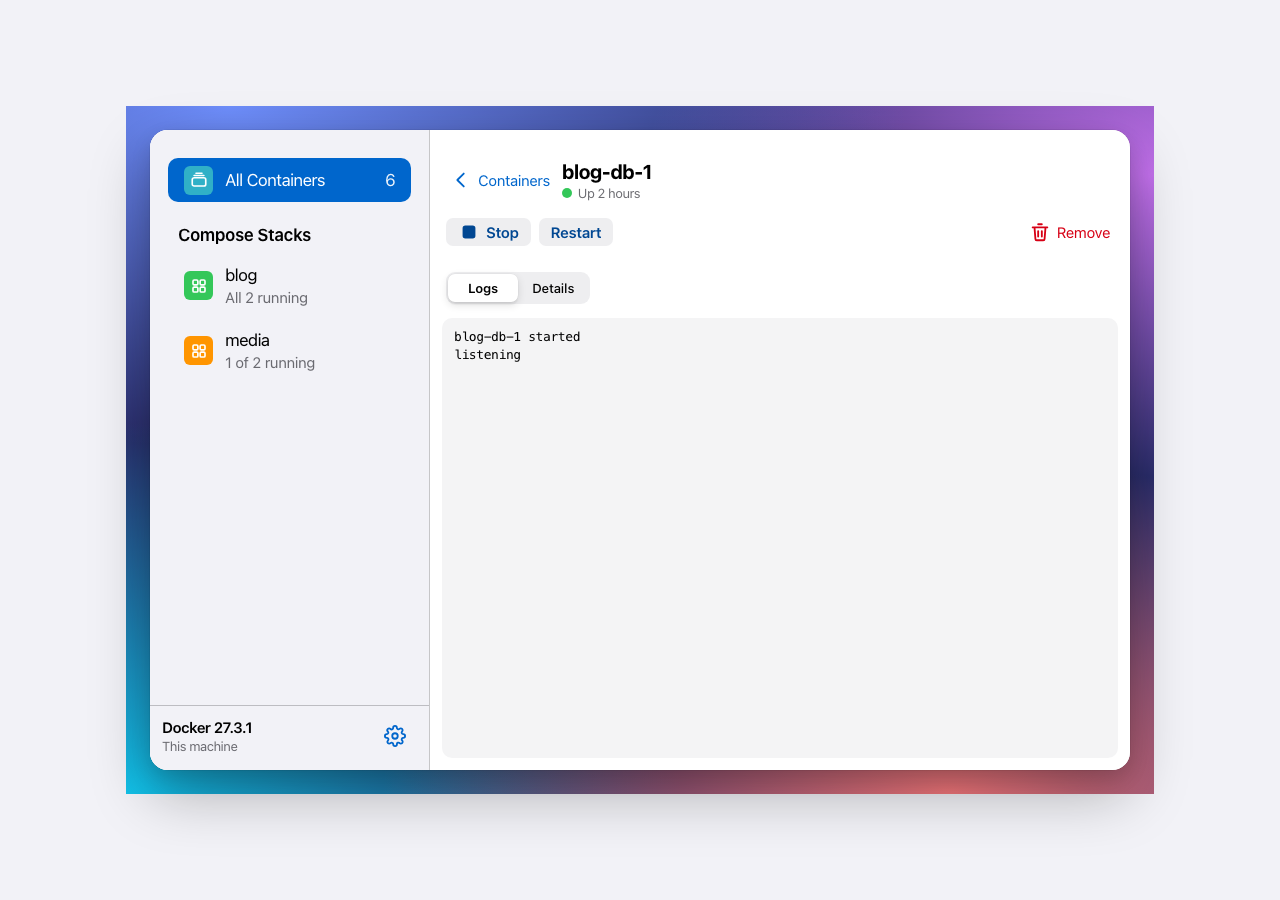 All Containers 6
Compose Stacks
blog
All 2 running
media
1 of 2 running
Docker 27.3.1
This machine
Containers
blog-db-1
Up 2 hours
Stop Restart Remove
Logs Details
blog-db-1 started
listening